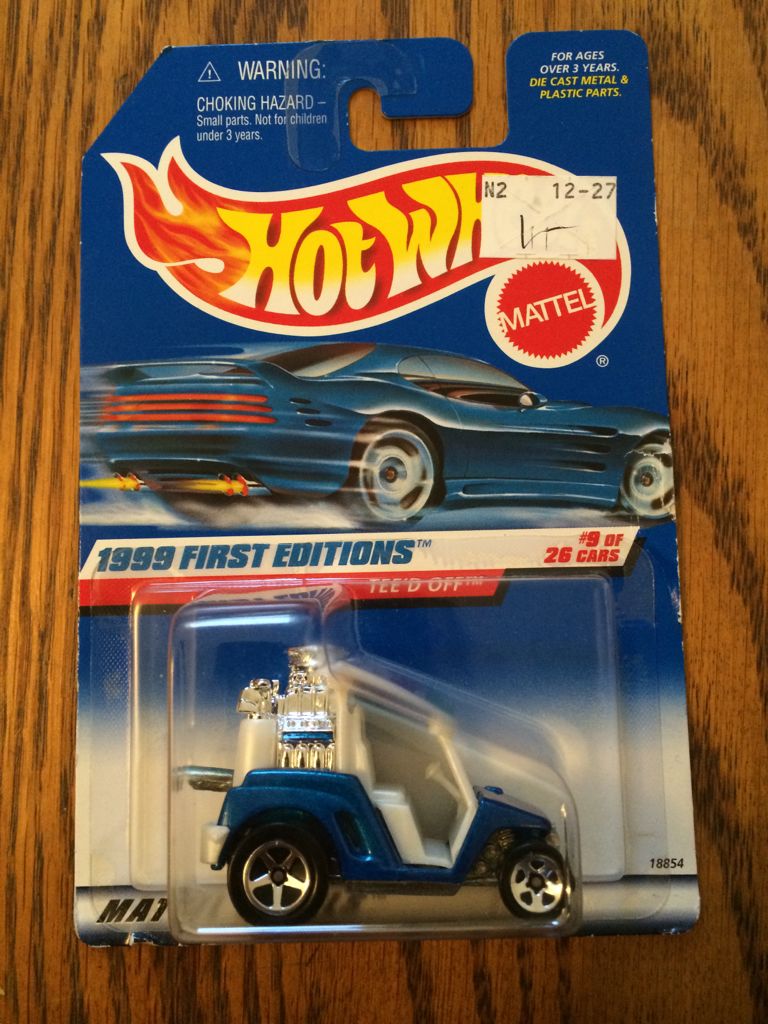 WARNING:
CHOKING HAZARD –
Small parts. Not for children
under 3 years.
FOR AGES
OVER 3 YEARS.
DIE CAST METAL &
PLASTIC PARTS.
N2 12-27
HOT WH
MATTEL
®
1999 FIRST EDITIONS™
#9 OF
26 CARS
TEE'D OFF™
18854
MAT